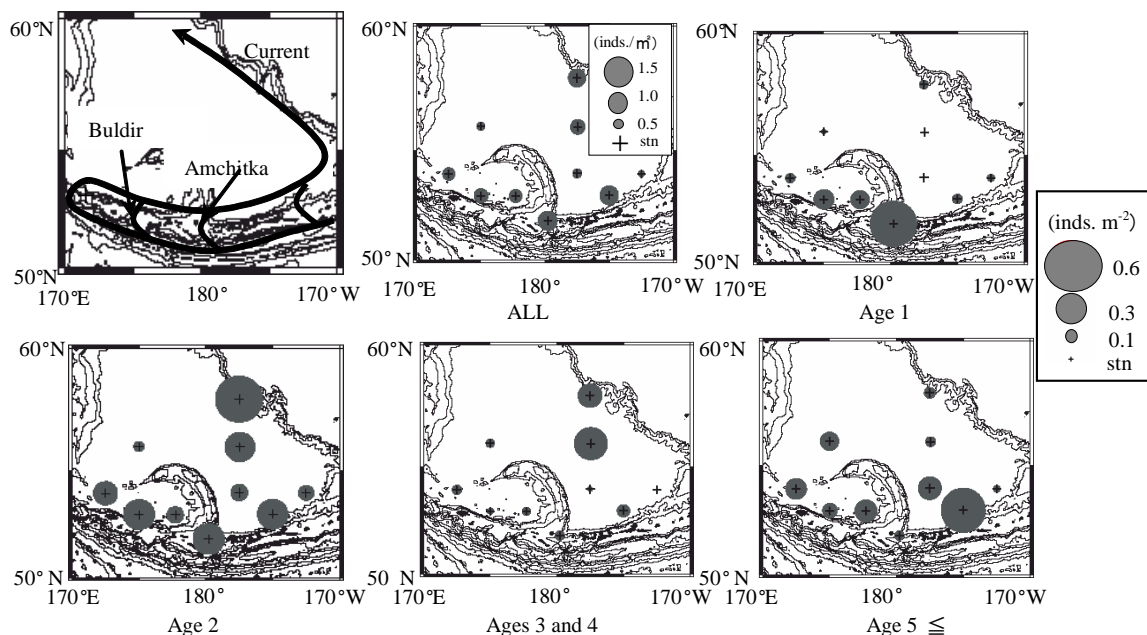 60°N
Current
Buldir
Amchitka
50°N
170°E
180°
170°W
60°N
(inds./㎡)
1.5
1.0
0.5
stn
50°N
170°E
180°
170°W
ALL
60°N
50°N
170°E
180°
170°W
Age 1
(inds. m⁻²)
0.6
0.3
0.1
stn
60°N
50°N
170°E
180°
170°W
Age 2
60°N
50 N
170°E
180°
170°W
Ages 3 and 4
60°N
50°N
170°E
180°
170°W
Age 5 ≦